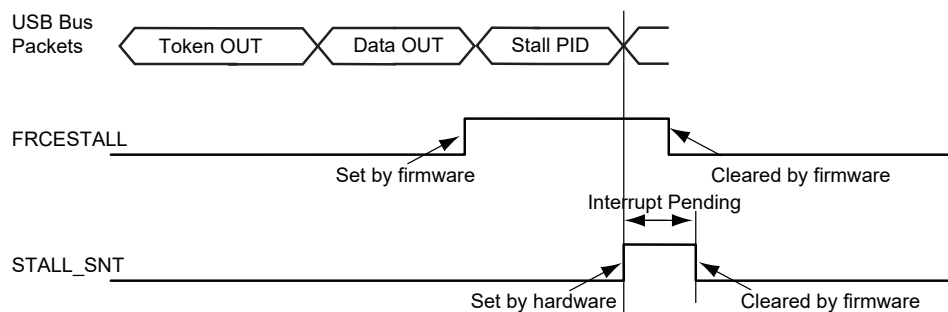 USB Bus
Packets
Token OUT
Data OUT
Stall PID
FRCESTALL
Set by firmware
Cleared by firmware
Interrupt Pending
STALL_SNT
Set by hardware
Cleared by firmware